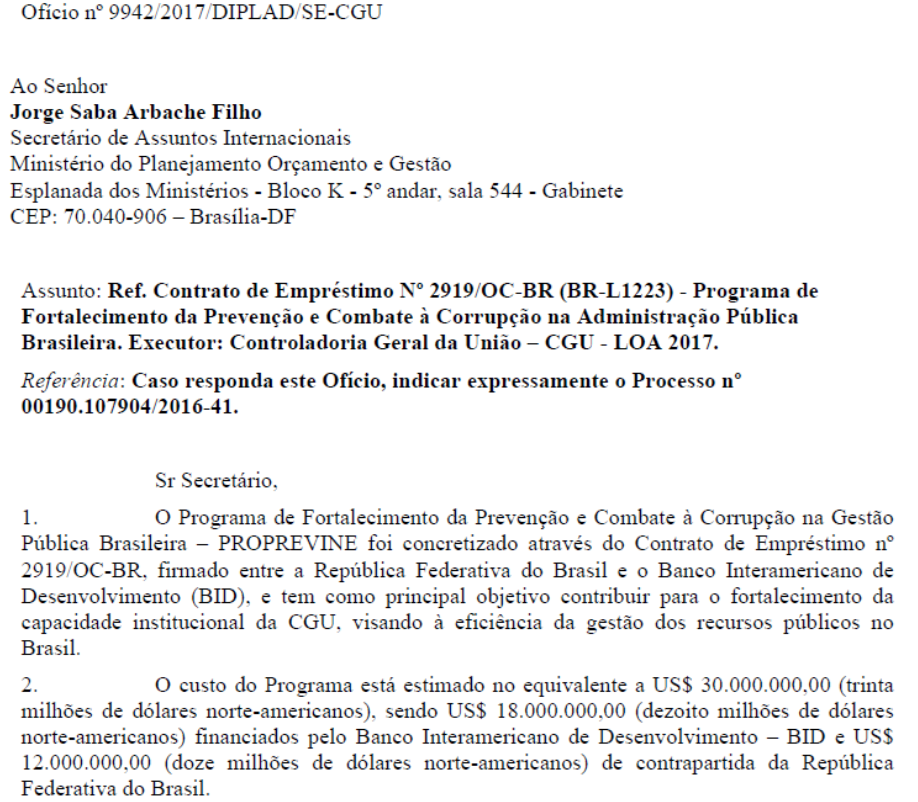 Ofício nº 9942/2017/DIPLAD/SE-CGU
Ao Senhor
Jorge Saba Arbache Filho
Secretário de Assuntos Internacionais
Ministério do Planejamento Orçamento e Gestão
Esplanada dos Ministérios - Bloco K - 5º andar, sala 544 - Gabinete
CEP: 70.040-906 – Brasília-DF
Assunto: Ref. Contrato de Empréstimo Nº 2919/OC-BR (BR-L1223) - Programa de
Fortalecimento da Prevenção e Combate à Corrupção na Administração Pública
Brasileira. Executor: Controladoria Geral da União – CGU - LOA 2017.
Referência: Caso responda este Ofício, indicar expressamente o Processo nº
00190.107904/2016-41.
Sr Secretário,
1. O Programa de Fortalecimento da Prevenção e Combate à Corrupção na Gestão
Pública Brasileira – PROPREVINE foi concretizado através do Contrato de Empréstimo nº
2919/OC-BR, firmado entre a República Federativa do Brasil e o Banco Interamericano de
Desenvolvimento (BID), e tem como principal objetivo contribuir para o fortalecimento da
capacidade institucional da CGU, visando à eficiência da gestão dos recursos públicos no
Brasil.
2. O custo do Programa está estimado no equivalente a US$ 30.000.000,00 (trinta
milhões de dólares norte-americanos), sendo US$ 18.000.000,00 (dezoito milhões de dólares
norte-americanos) financiados pelo Banco Interamericano de Desenvolvimento – BID e US$
12.000.000,00 (doze milhões de dólares norte-americanos) de contrapartida da República
Federativa do Brasil.